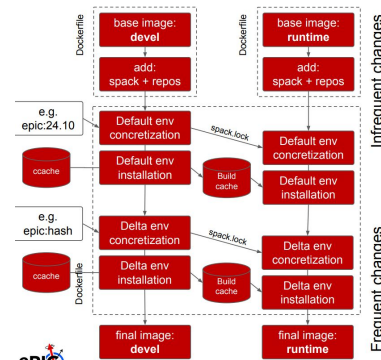 base image:
devel
base image:
runtime
Dockerfile
Dockerfile
add:
spack + repos
add:
spack + repos
Infrequent changes
e.g.
epic:24.10
Default env
concretization
spack.lock
Default env
concretization
ccache
Default env
installation
Build
cache
Default env
installation
e.g.
epic:hash
Delta env
concretization
spack.lock
Delta env
concretization
ccache
Dockerfile
Delta env
installation
Build
cache
Delta env
installation
Frequent changes
final image:
devel
final image:
runtime
ePIC